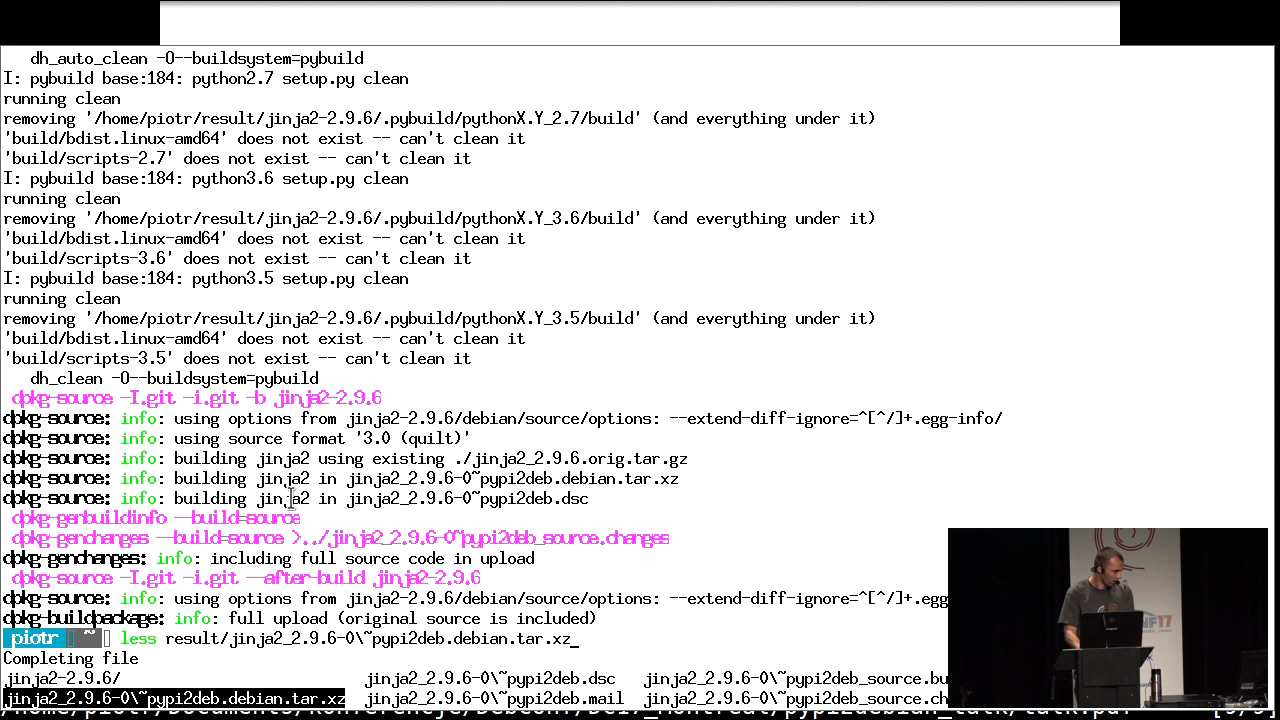 dh_auto_clean -O--buildsystem=pybuild
I: pybuild base:184: python2.7 setup.py clean
running clean
removing '/home/piotr/result/jinja2-2.9.6/.pybuild/pythonX.Y_2.7/build' (and everything under it)
'build/bdist.linux-amd64' does not exist -- can't clean it
'build/scripts-2.7' does not exist -- can't clean it
I: pybuild base:184: python3.6 setup.py clean
running clean
removing '/home/piotr/result/jinja2-2.9.6/.pybuild/pythonX.Y_3.6/build' (and everything under it)
'build/bdist.linux-amd64' does not exist -- can't clean it
'build/scripts-3.6' does not exist -- can't clean it
I: pybuild base:184: python3.5 setup.py clean
running clean
removing '/home/piotr/result/jinja2-2.9.6/.pybuild/pythonX.Y_3.5/build' (and everything under it)
'build/bdist.linux-amd64' does not exist -- can't clean it
'build/scripts-3.5' does not exist -- can't clean it
dh_clean -O--buildsystem=pybuild
dpkg-source -I.git -i.git -b jinja2-2.9.6
dpkg-source: info: using options from jinja2-2.9.6/debian/source/options: --extend-diff-ignore=^[^/]+.egg-info/
dpkg-source: info: using source format '3.0 (quilt)'
dpkg-source: info: building jinja2 using existing ./jinja2_2.9.6.orig.tar.gz
dpkg-source: info: building jinja2 in jinja2_2.9.6-0~pypi2deb.debian.tar.xz
dpkg-source: info: building jinja2 in jinja2_2.9.6-0~pypi2deb.dsc
dpkg-genbuildinfo --build=source
dpkg-genchanges --build=source >../jinja2_2.9.6-0~pypi2deb_source.changes
dpkg-genchanges: info: including full source code in upload
dpkg-source -I.git -i.git --after-build jinja2-2.9.6
dpkg-source: info: using options from jinja2-2.9.6/debian/source/options: --extend-diff-ignore=^[^/]+.egg
dpkg-buildpackage: info: full upload (original source is included)
piotr ~ less result/jinja2_2.9.6-0\~pypi2deb.debian.tar.xz_
Completing file
jinja2-2.9.6/ jinja2_2.9.6-0\~pypi2deb.dsc jinja2_2.9.6-0\~pypi2deb_source.bu
jinja2_2.9.6-0\~pypi2deb.debian.tar.xz jinja2_2.9.6-0\~pypi2deb.mail jinja2_2.9.6-0\~pypi2deb_source.ch